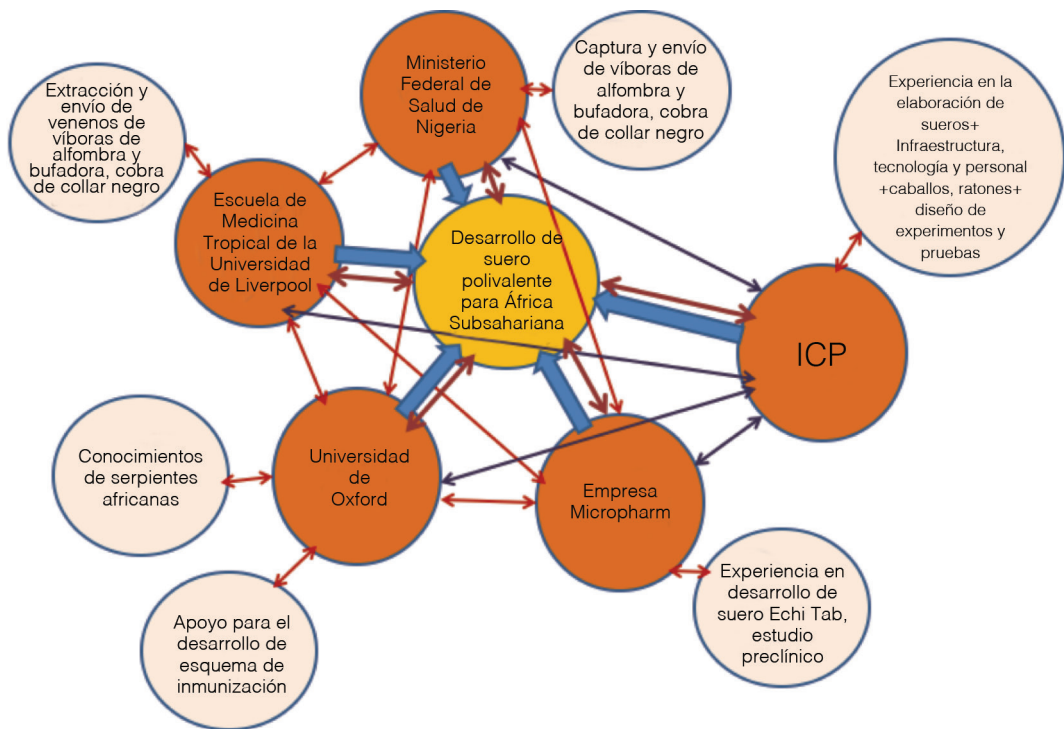 Ministerio
Federal de
Salud de
Nigeria
Captura y envío
de víboras de
alfombra y
bufadora, cobra
de collar negro
Experiencia en la
elaboración de
sueros+
Infraestructura,
tecnología y personal
+caballos, ratones+
diseño de
experimentos y
pruebas
Extracción y
envío de
venenos de
víboras de
alfombra y
bufadora, cobra
de collar negro
Escuela de
Medicina
Tropical de la
Universidad
de Liverpool
Desarrollo de
suero
polivalente
para África
Subsahariana
ICP
Conocimientos
de serpientes
africanas
Universidad
de
Oxford
Empresa
Micropharm
Experiencia en
desarrollo de
suero Echi Tab,
estudio
preclínico
Apoyo para el
desarrollo de
esquema de
inmunización